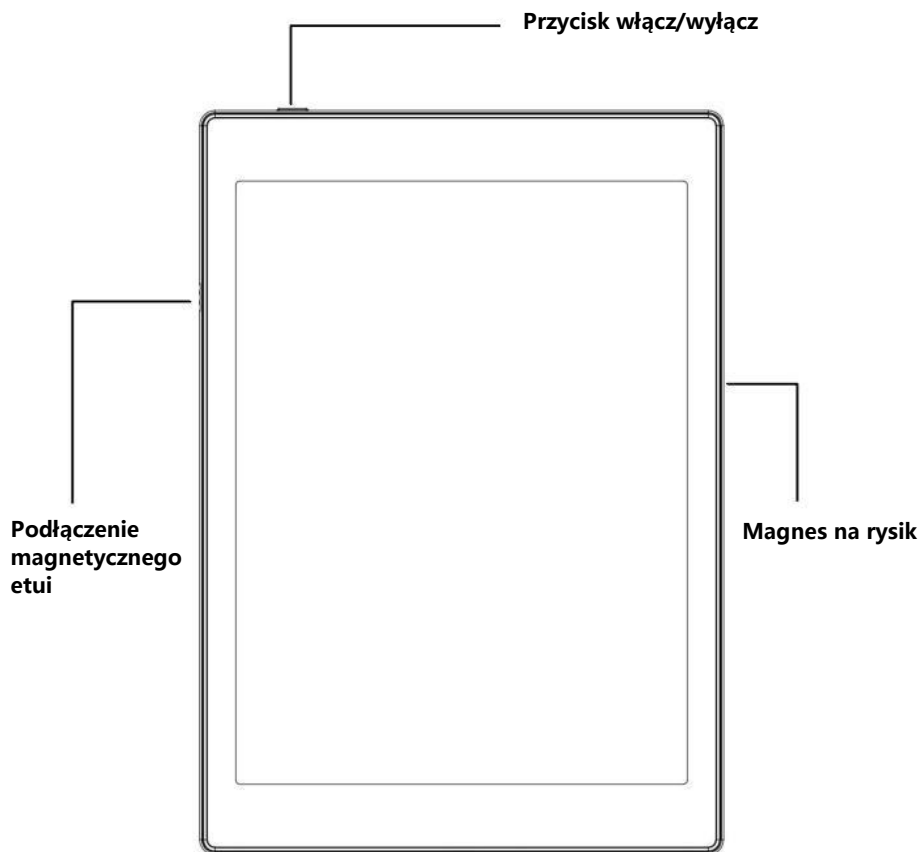 Przycisk włącz/wyłącz
Podłączenie
magnetycznego
etui
Magnes na rysik